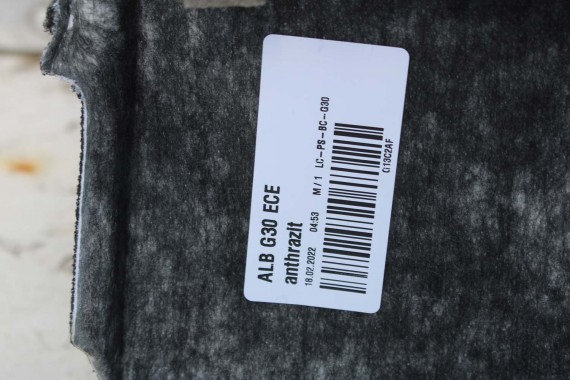 ALB G30 ECE
anthrazit
18.02.2022 04:53 M / 1 LC-PS-BC-G30
G13C2AF